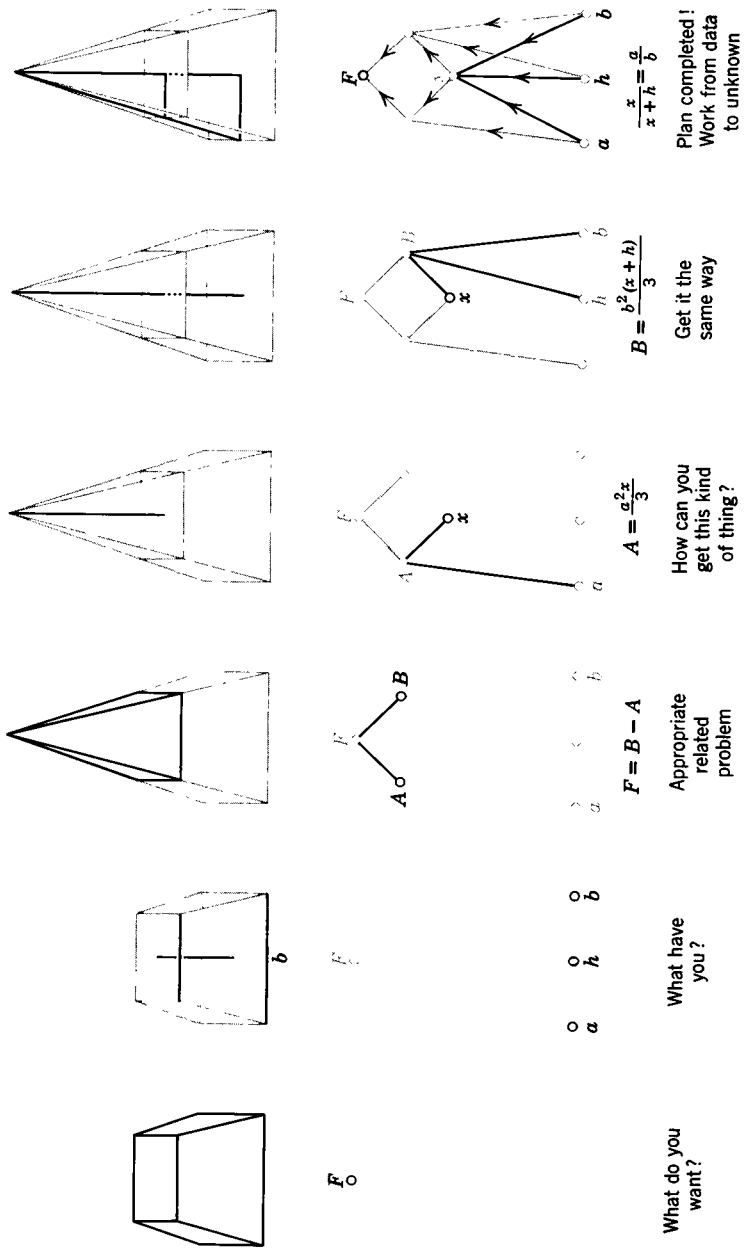 F
What do you
want?
b
F
a h b
What have
you?
F
A B
a b
F = B − A
Appropriate
related
problem
F
A
x
a
A = a²x/3
How can you
get this kind
of thing?
F
B
x
h b
B = b²(x + h)/3
Get it the
same way
F
a h b
x/(x + h) = a/b
Plan completed!
Work from data
to unknown